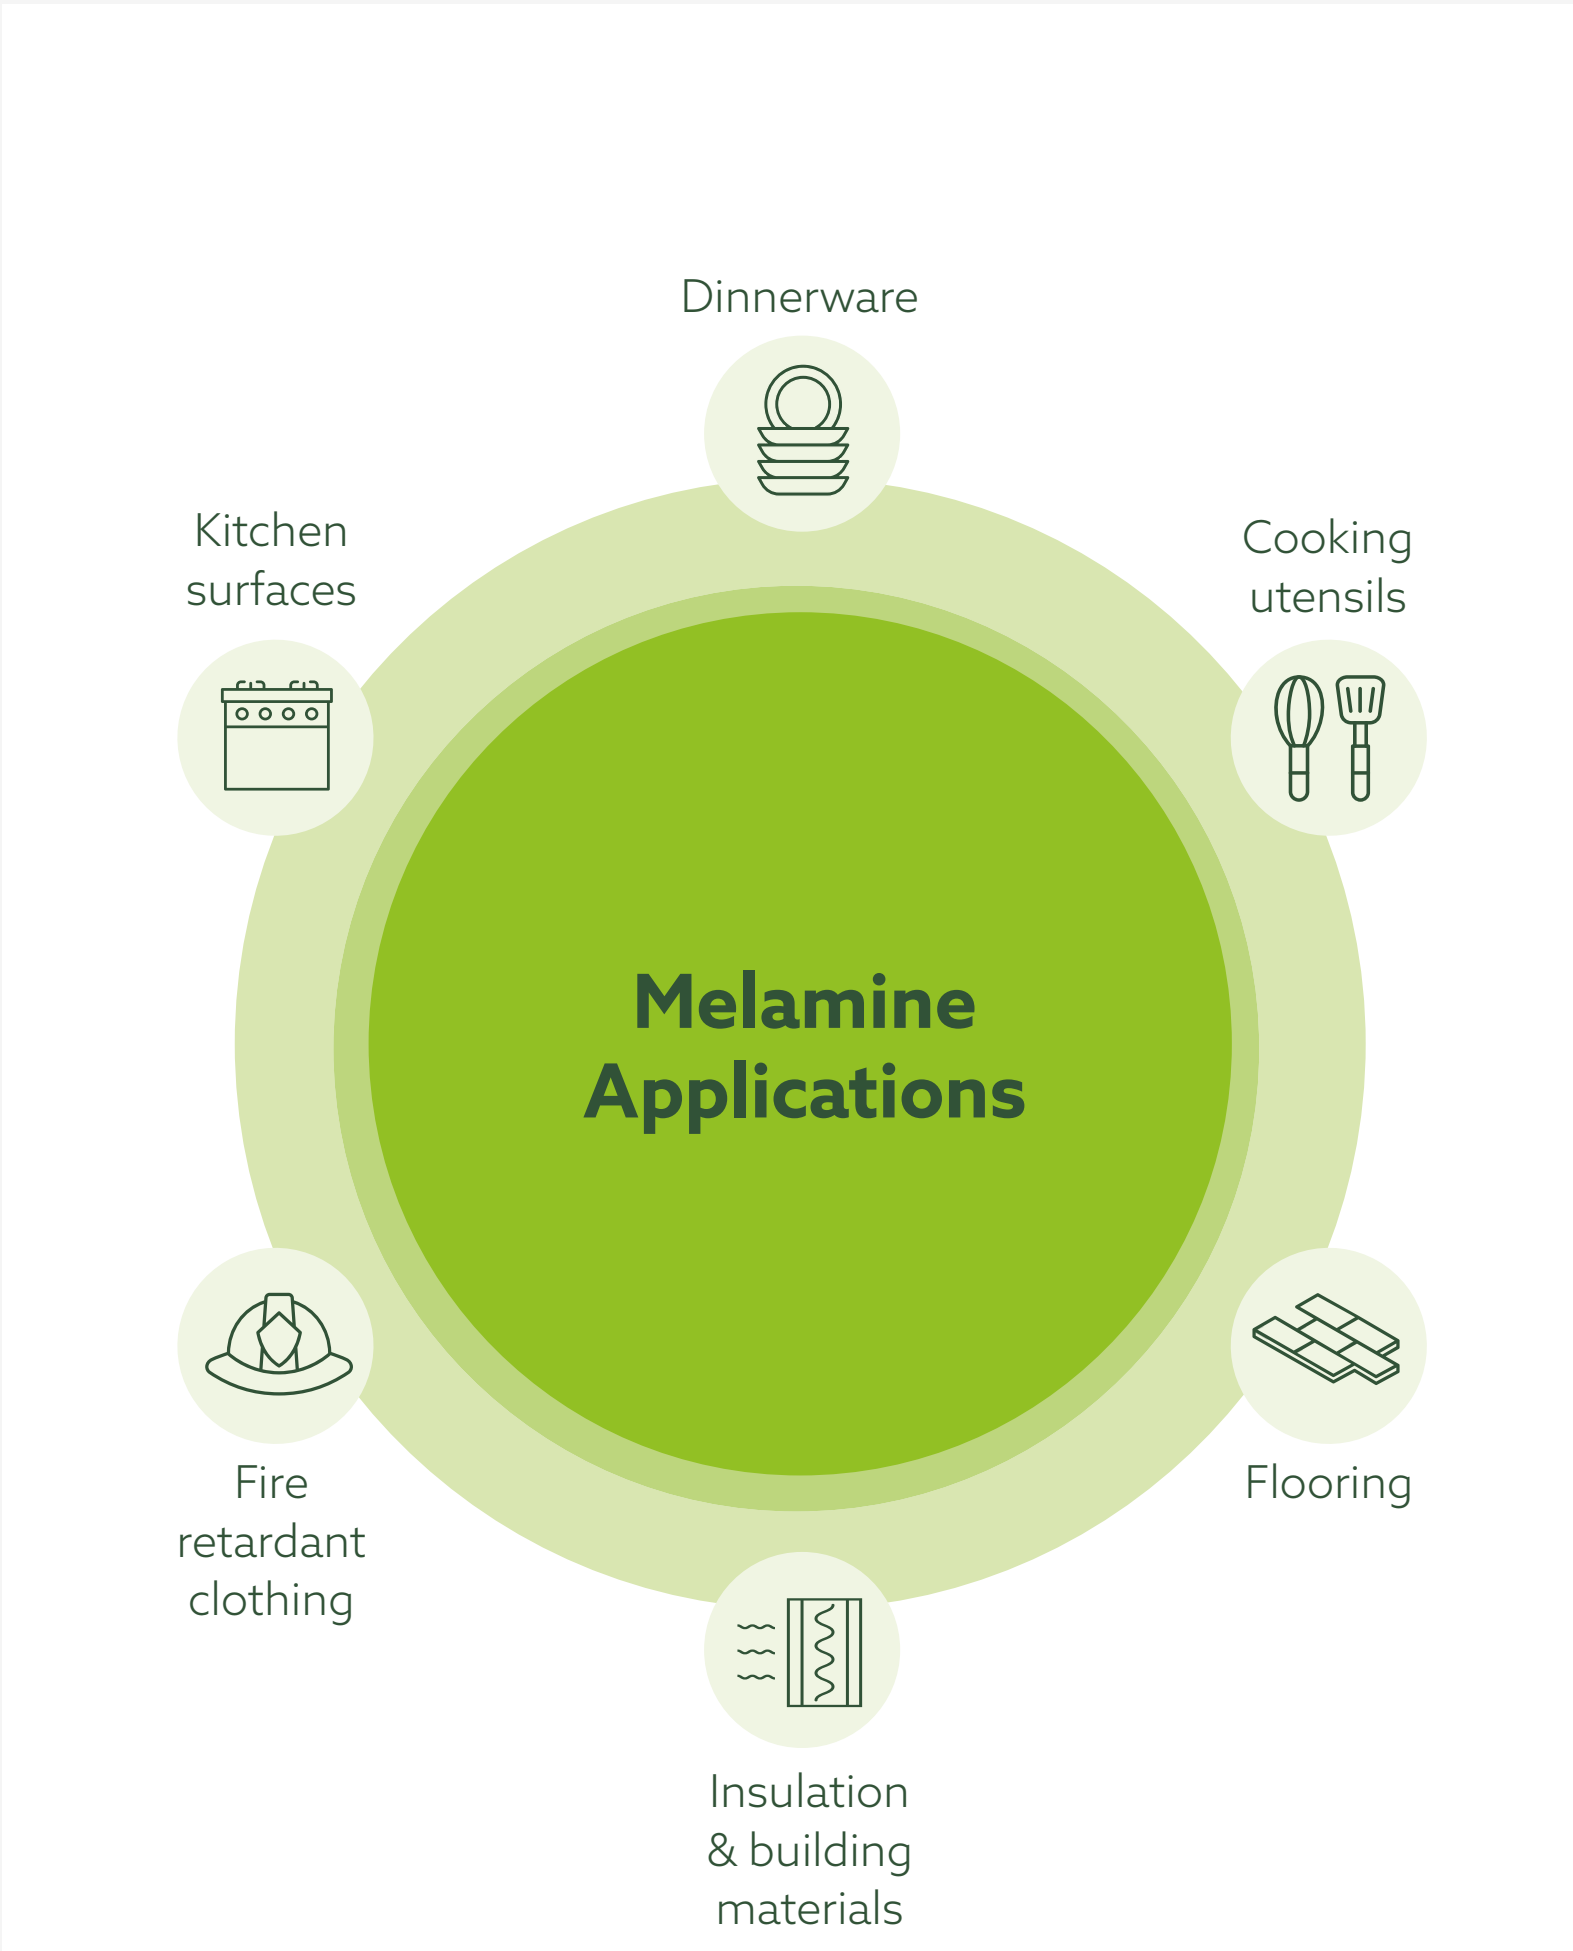 Dinnerware
Kitchen
surfaces
Cooking
utensils
Melamine
Applications
Fire
retardant
clothing
Flooring
Insulation
& building
materials